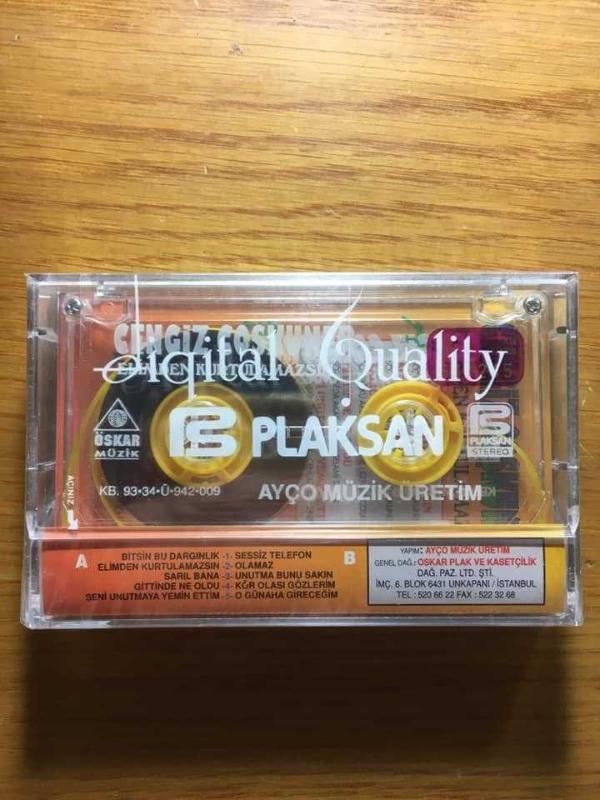 CENGİZ COŞKUNER
ELİMDEN KURTULAMAZSIN
digital Quality
ÖSKAR
MÜZİK
PLAKSAN
PLAKSAN
STEREO
AÇINIZ
KB. 93•34•Ü•942•009
AYÇO MÜZİK ÜRETİM
A
B
BİTSİN BU DARGINLIK -1- SESSİZ TELEFON
ELİMDEN KURTULAMAZSIN -2- OLAMAZ
SARIL BANA -3- UNUTMA BUNU SAKIN
GİTTİNDE NE OLDU -4- KĞR OLASI GÖZLERİM
SENİ UNUTMAYA YEMİN ETTİM -5- O GÜNAHA GİRECEĞİM
YAPIM: AYÇO MÜZİK ÜRETİM
GENEL DAĞ.: OSKAR PLAK VE KASETÇİLİK
DAĞ. PAZ. LTD. ŞTİ.
İMÇ. 6. BLOK 6431 UNKAPANI / İSTANBUL
TEL : 520 66 22 FAX : 522 32 68